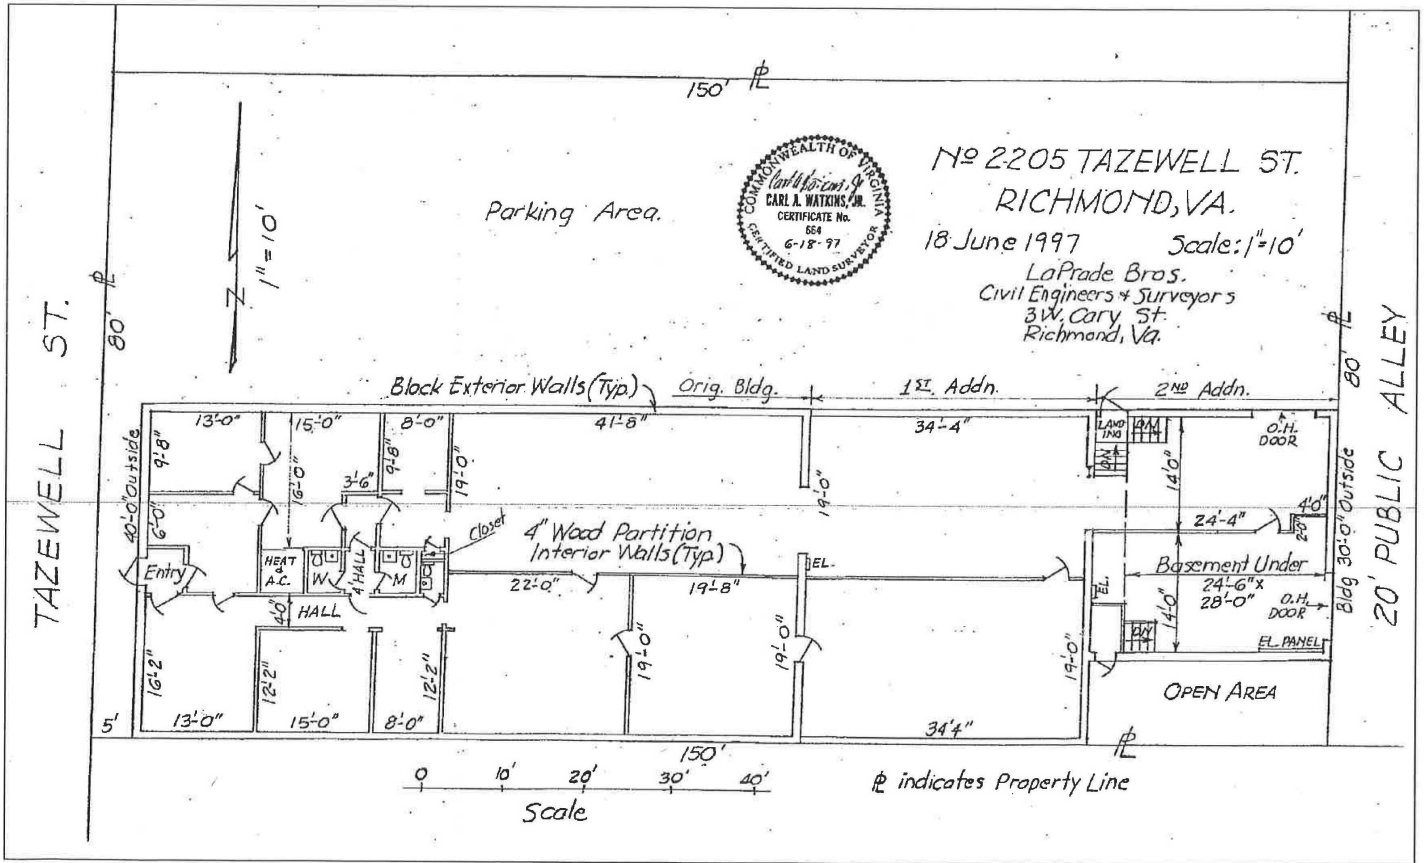 150' ⅊
Nº 2205 TAZEWELL ST.
RICHMOND, VA.
18 June 1997 Scale: 1"=10'
LaPrade Bros.
Civil Engineers & Surveyors
3 W. Cary St.
Richmond, Va.
COMMONWEALTH OF VIRGINIA
CARL A. WATKINS, JR.
CERTIFICATE No.
664
6-18-97
CERTIFIED LAND SURVEYOR
Parking Area.
N
1"=10'
TAZEWELL ST.
80' ⅊
80' ⅊
20' PUBLIC ALLEY
Block Exterior Walls (Typ.)
Orig. Bldg.
1ST Addn.
2ND Addn.
13'-0"
15'-0"
8'-0"
41'-8"
34'-4"
LANDING
DN
DN
O.H. DOOR
40'-0" Outside
9'-8"
16'-0"
3'-6"
9'-8"
19'-0"
19'-0"
14'-0"
6'-0"
Closet
4" Wood Partition
Interior Walls (Typ.)
24'-4"
4'-0"
2'-0"
Bldg 30'-0" Outside
Entry
HEAT & A.C.
W
4' HALL
M
EL.
22'-0"
19'-8"
EL.
Basement Under
24'-6" x
28'-0"
O.H. DOOR
4'-0"
HALL
14'-0"
DN
EL. PANEL
16'-2"
12'-2"
12'-2"
19'-0"
19'-0"
19'-0"
OPEN AREA
5'
13'-0"
15'-0"
8'-0"
34'4"
150'
⅊
0 10' 20' 30' 40'
Scale
⅊ indicates Property Line